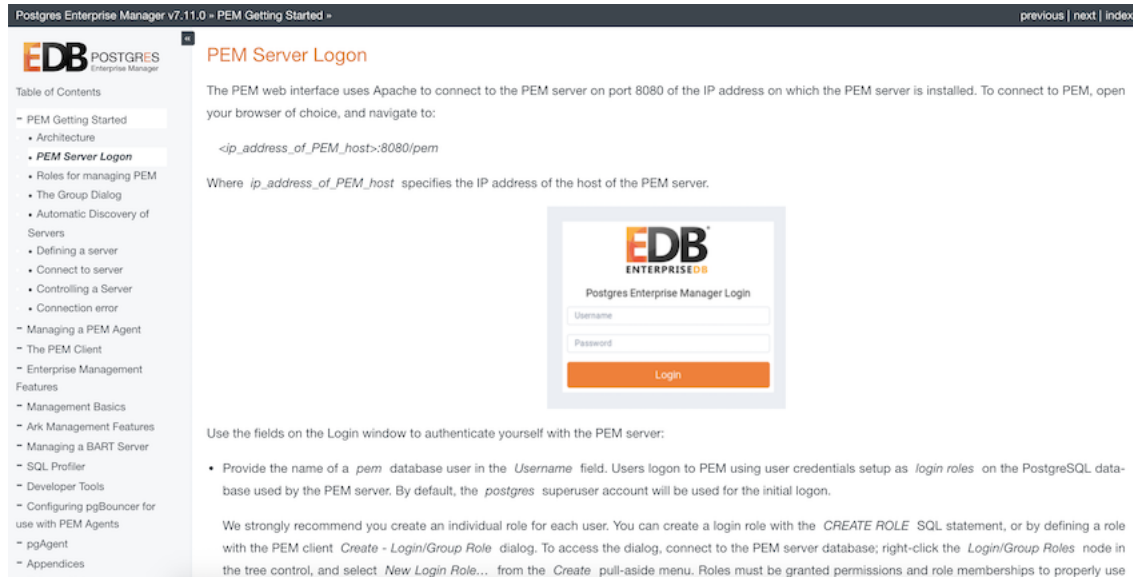 Postgres Enterprise Manager v7.11.0 » PEM Getting Started »
previous | next | index
«
EDB POSTGRES
Enterprise Manager
Table of Contents
- PEM Getting Started
• Architecture
• PEM Server Logon
• Roles for managing PEM
• The Group Dialog
• Automatic Discovery of
Servers
• Defining a server
• Connect to server
• Controlling a Server
• Connection error
- Managing a PEM Agent
- The PEM Client
- Enterprise Management
Features
- Management Basics
- Ark Management Features
- Managing a BART Server
- SQL Profiler
- Developer Tools
- Configuring pgBouncer for
use with PEM Agents
- pgAgent
- Appendices
PEM Server Logon
The PEM web interface uses Apache to connect to the PEM server on port 8080 of the IP address on which the PEM server is installed. To connect to PEM, open
your browser of choice, and navigate to:
<ip_address_of_PEM_host>:8080/pem
Where ip_address_of_PEM_host specifies the IP address of the host of the PEM server.
EDB
ENTERPRISEDB
Postgres Enterprise Manager Login
Username
Password
Login
Use the fields on the Login window to authenticate yourself with the PEM server:
• Provide the name of a pem database user in the Username field. Users logon to PEM using user credentials setup as login roles on the PostgreSQL data-
base used by the PEM server. By default, the postgres superuser account will be used for the initial logon.
We strongly recommend you create an individual role for each user. You can create a login role with the CREATE ROLE SQL statement, or by defining a role
with the PEM client Create - Login/Group Role dialog. To access the dialog, connect to the PEM server database; right-click the Login/Group Roles node in
the tree control, and select New Login Role... from the Create pull-aside menu. Roles must be granted permissions and role memberships to properly use